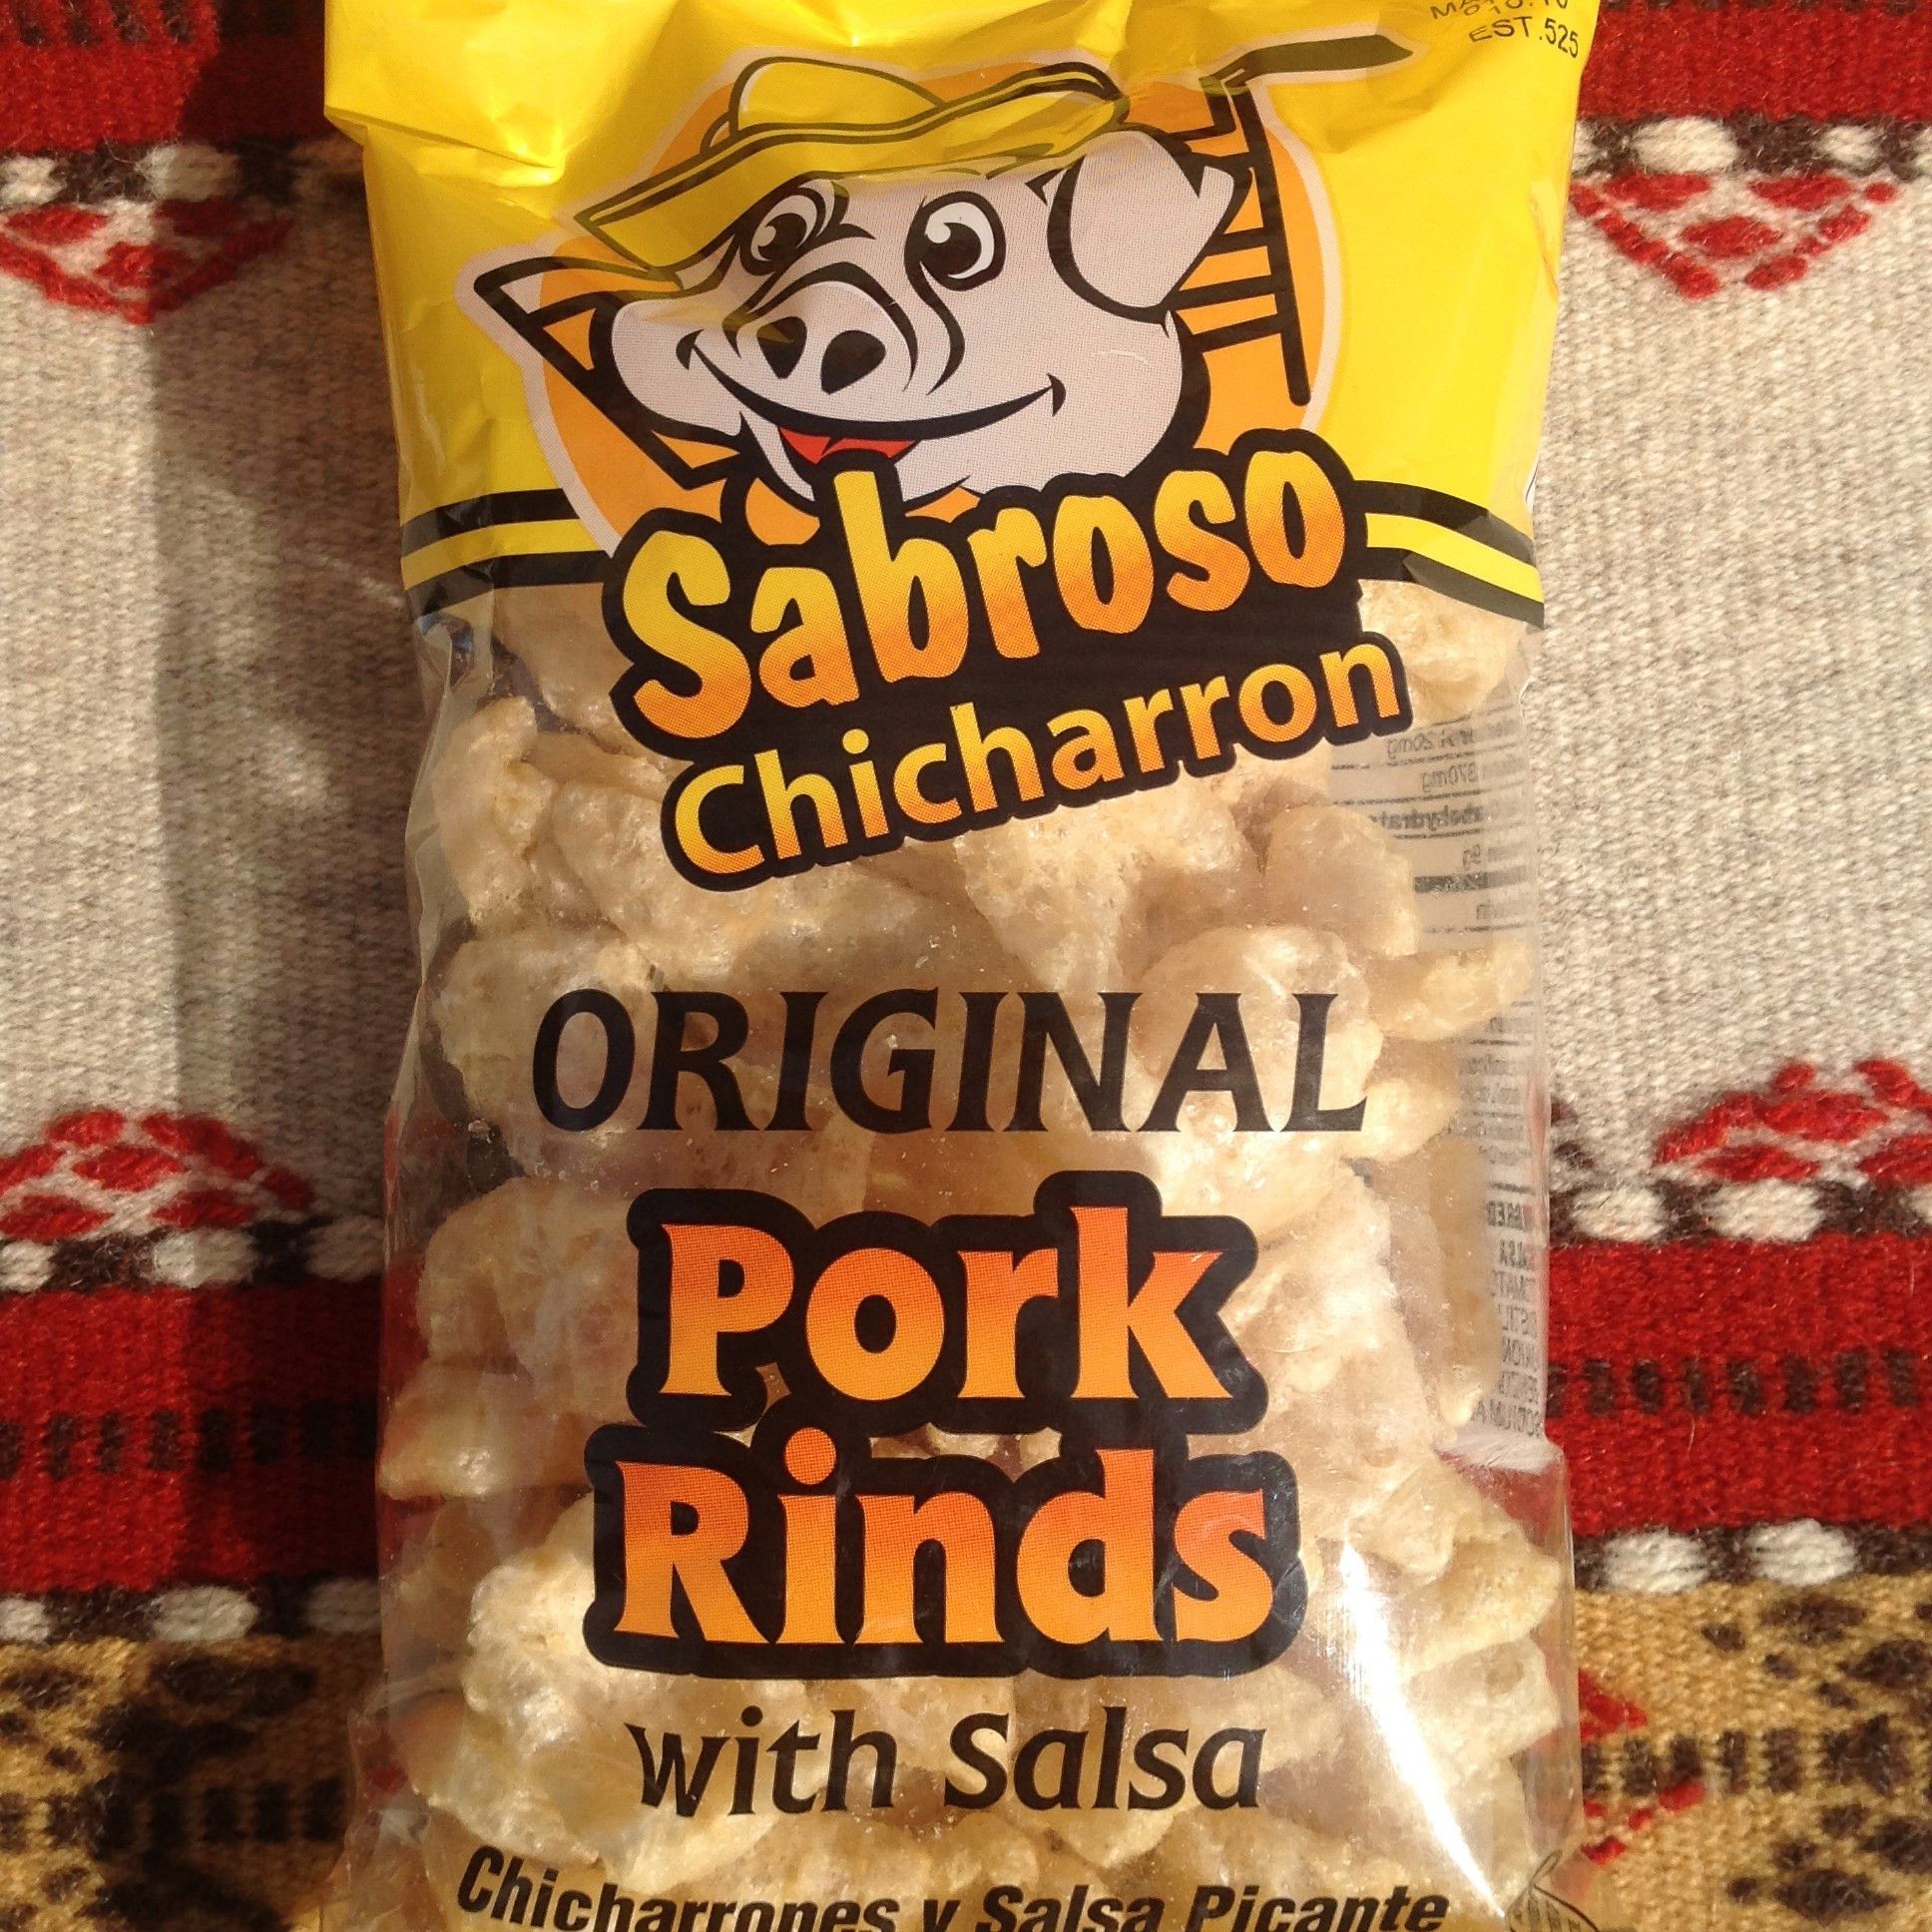 EST.525
Sabroso
Chicharron
ORIGINAL
Pork
Rinds
with Salsa
Chicharrones y Salsa Picante